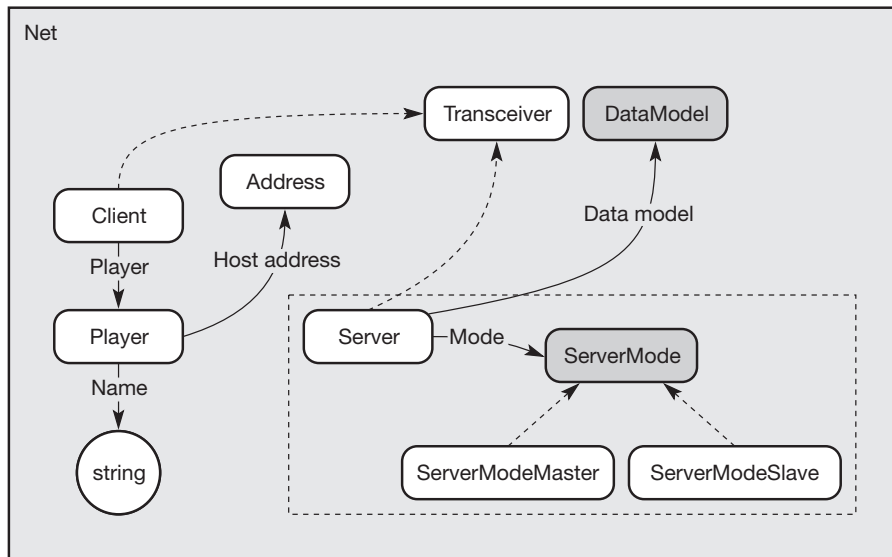 Net
Transceiver
DataModel
Address
Client
Data model
Host address
Player
Player
Server
Mode
ServerMode
Name
string
ServerModeMaster
ServerModeSlave